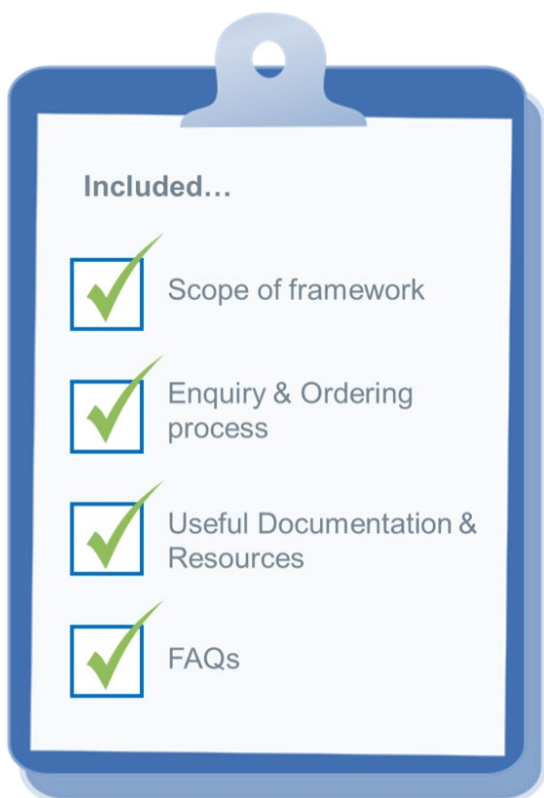 Included...
Scope of framework
Enquiry & Ordering
process
Useful Documentation &
Resources
FAQs